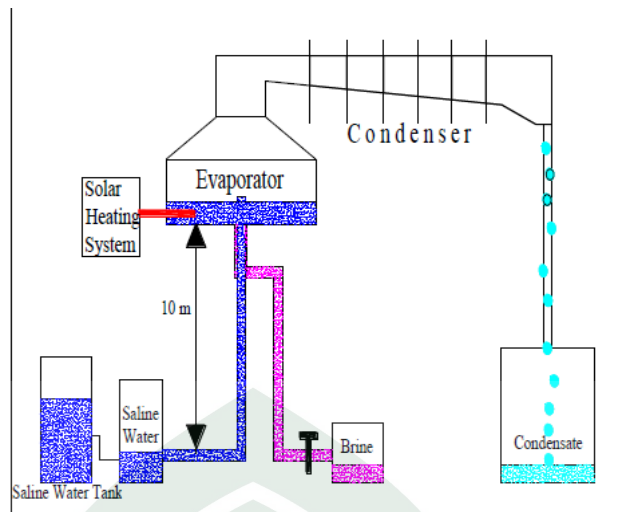 Condenser
Evaporator
Solar
Heating
System
10 m
Saline
Water
Brine
Condensate
Saline Water Tank